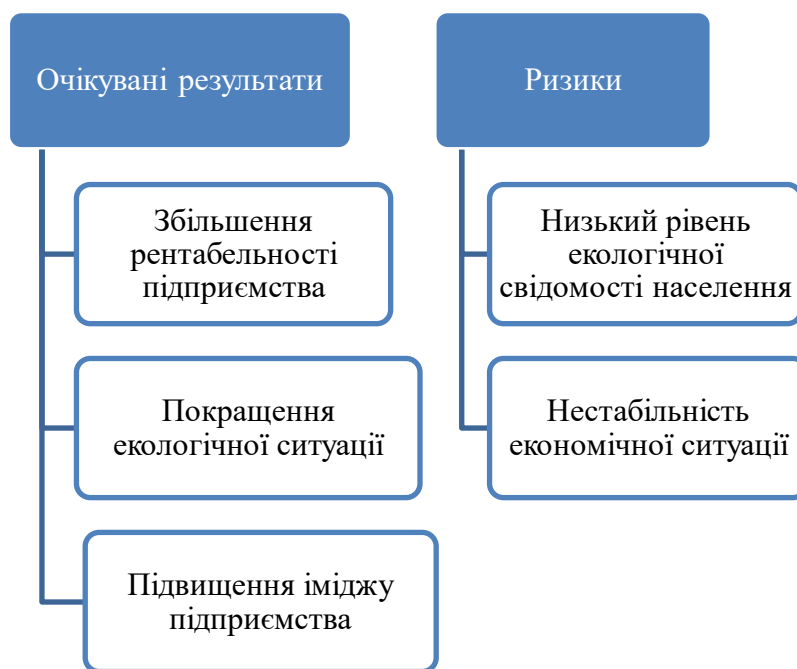 Очікувані результати
Збільшення
рентабельності
підприємства
Покращення
екологічної ситуації
Підвищення іміджу
підприємства
Ризики
Низький рівень
екологічної
свідомості населення
Нестабільність
економічної ситуації